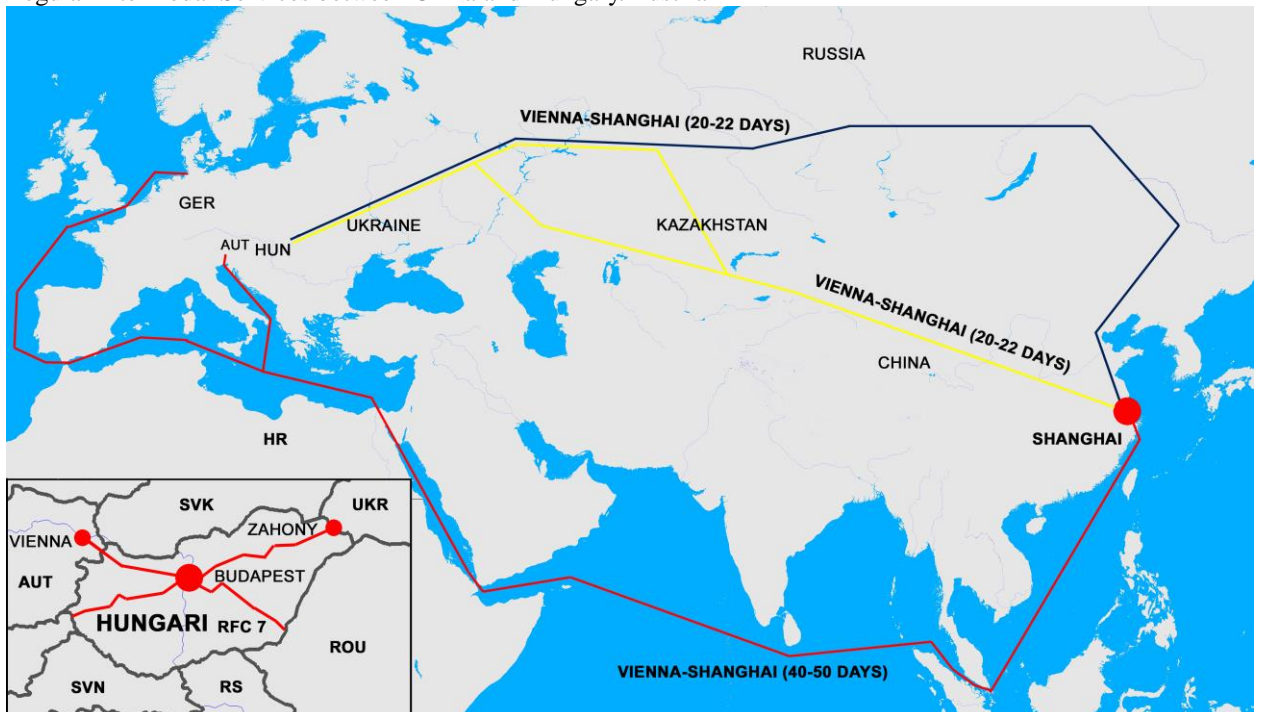 RUSSIA
VIENNA-SHANGHAI (20-22 DAYS)
GER
UKRAINE
KAZAKHSTAN
AUT
HUN
VIENNA-SHANGHAI (20-22 DAYS)
CHINA
SHANGHAI
HR
VIENNA-SHANGHAI (40-50 DAYS)
SVK
UKR
ZAHONY
VIENNA
BUDAPEST
AUT
HUNGARI
RFC 7
ROU
SVN
RS